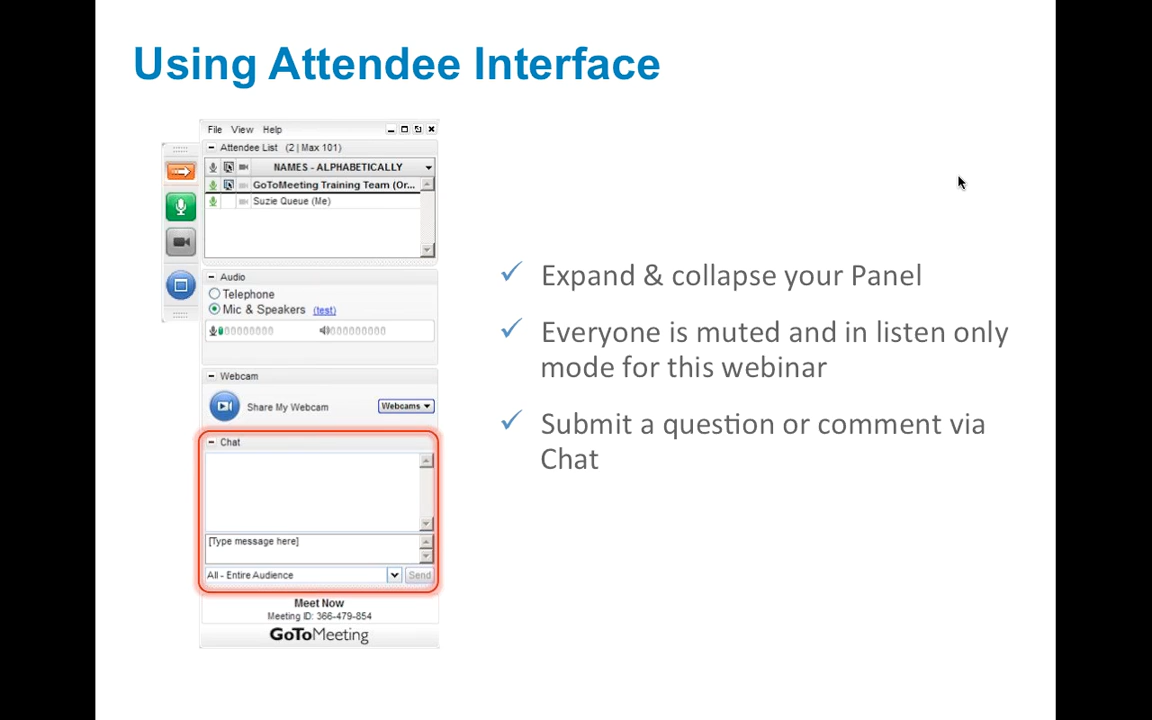 Using Attendee Interface
File View Help
Attendee List (2 | Max 101)
NAMES - ALPHABETICALLY
GoToMeeting Training Team (Or...
Suzie Queue (Me)
Audio
Telephone
Mic & Speakers (test)
Webcam
Share My Webcam
Webcams
Chat
[Type message here]
All - Entire Audience
Send
Meet Now
Meeting ID: 366-479-854
GoToMeeting
Expand & collapse your Panel
Everyone is muted and in listen only
mode for this webinar
Submit a question or comment via
Chat